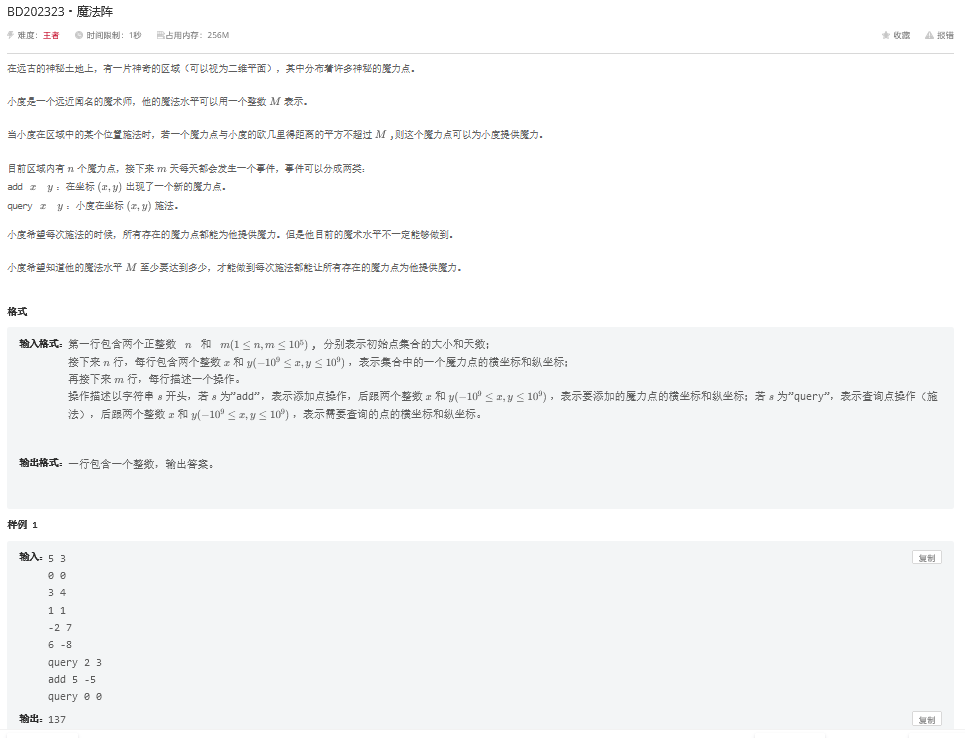 BD202323·魔法阵
难度：王者 时间限制：1秒 占用内存：256M 收藏 报错
在远古的神秘土地上，有一片神奇的区域（可以视为二维平面），其中分布着许多神秘的魔力点。
小度是一个远近闻名的魔术师，他的魔法水平可以用一个整数 M 表示。
当小度在区域中的某个位置施法时，若一个魔力点与小度的欧几里得距离的平方不超过 M ,则这个魔力点可以为小度提供魔力。
目前区域内有 n 个魔力点，接下来 m 天每天都会发生一个事件，事件可以分成两类：
add x y ：在坐标 (x, y) 出现了一个新的魔力点。
query x y ：小度在坐标 (x, y) 施法。
小度希望每次施法的时候，所有存在的魔力点都能为他提供魔力。但是他目前的魔术水平不一定能够做到。
小度希望知道他的魔法水平 M 至少要达到多少，才能做到每次施法都能让所有存在的魔力点为他提供魔力。
格式
输入格式：第一行包含两个正整数 n 和 m(1 ≤ n, m ≤ 10⁵) ，分别表示初始点集合的大小和天数；
接下来 n 行，每行包含两个整数 x 和 y(−10⁹ ≤ x, y ≤ 10⁹) ，表示集合中的一个魔力点的横坐标和纵坐标；
再接下来 m 行，每行描述一个操作。
操作描述以字符串 s 开头，若 s 为”add”，表示添加点操作，后跟两个整数 x 和 y(−10⁹ ≤ x, y ≤ 10⁹) ，表示要添加的魔力点的横坐标和纵坐标；若 s 为”query”，表示查询点操作（施
法），后跟两个整数 x 和 y(−10⁹ ≤ x, y ≤ 10⁹) ，表示需要查询的点的横坐标和纵坐标。
输出格式：一行包含一个整数，输出答案。
样例 1
输入：5 3 复制
0 0
3 4
1 1
-2 7
6 -8
query 2 3
add 5 -5
query 0 0
输出：137 复制